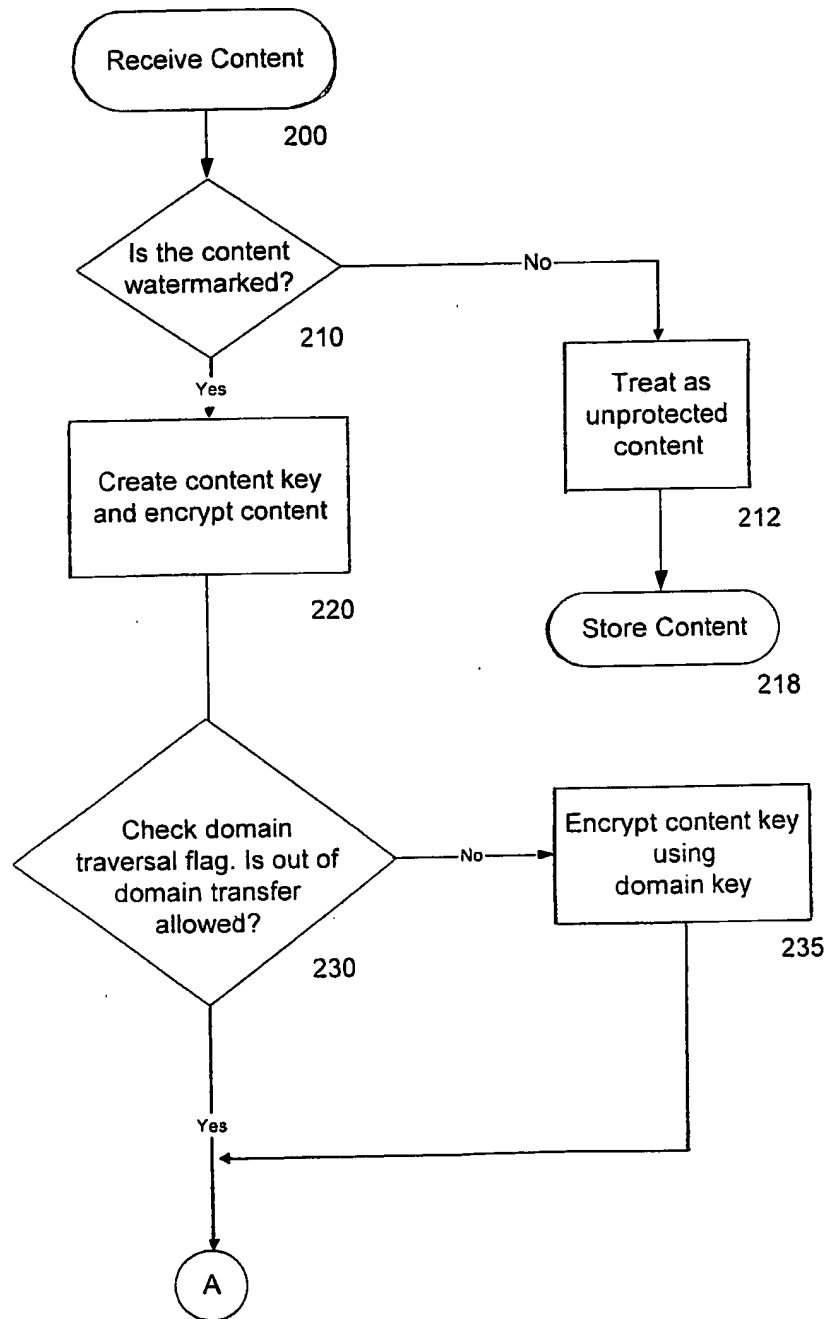 Receive Content
200
Is the content
watermarked?
No
210
Yes
Treat as
unprotected
content
212
Create content key
and encrypt content
220
Store Content
218
Check domain
traversal flag. Is out of
domain transfer
allowed?
No
230
Encrypt content key
using
domain key
235
Yes
A